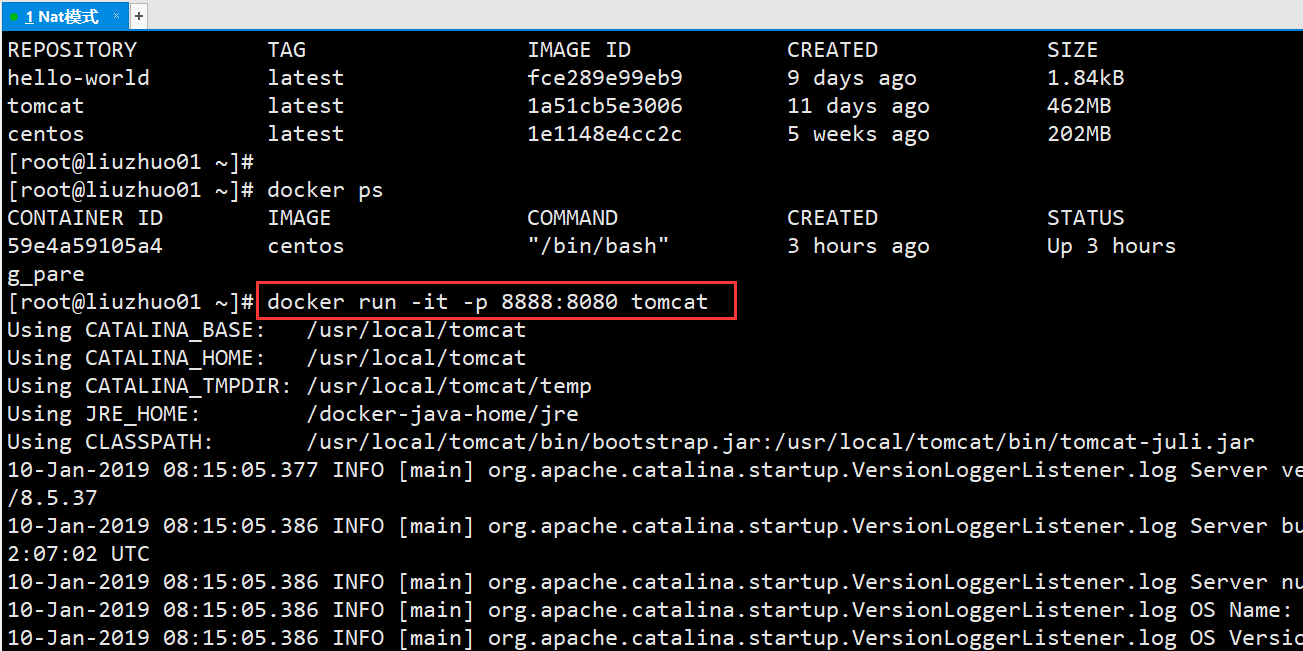 1 Nat模式 × +
REPOSITORY TAG IMAGE ID CREATED SIZE
hello-world latest fce289e99eb9 9 days ago 1.84kB
tomcat latest 1a51cb5e3006 11 days ago 462MB
centos latest 1e1148e4cc2c 5 weeks ago 202MB
[root@liuzhuo01 ~]#
[root@liuzhuo01 ~]# docker ps
CONTAINER ID IMAGE COMMAND CREATED STATUS
59e4a59105a4 centos "/bin/bash" 3 hours ago Up 3 hours
g_pare
[root@liuzhuo01 ~]# docker run -it -p 8888:8080 tomcat
Using CATALINA_BASE: /usr/local/tomcat
Using CATALINA_HOME: /usr/local/tomcat
Using CATALINA_TMPDIR: /usr/local/tomcat/temp
Using JRE_HOME: /docker-java-home/jre
Using CLASSPATH: /usr/local/tomcat/bin/bootstrap.jar:/usr/local/tomcat/bin/tomcat-juli.jar
10-Jan-2019 08:15:05.377 INFO [main] org.apache.catalina.startup.VersionLoggerListener.log Server ve
/8.5.37
10-Jan-2019 08:15:05.386 INFO [main] org.apache.catalina.startup.VersionLoggerListener.log Server bu
2:07:02 UTC
10-Jan-2019 08:15:05.386 INFO [main] org.apache.catalina.startup.VersionLoggerListener.log Server nu
10-Jan-2019 08:15:05.386 INFO [main] org.apache.catalina.startup.VersionLoggerListener.log OS Name:
10-Jan-2019 08:15:05.386 INFO [main] org.apache.catalina.startup.VersionLoggerListener.log OS Versio